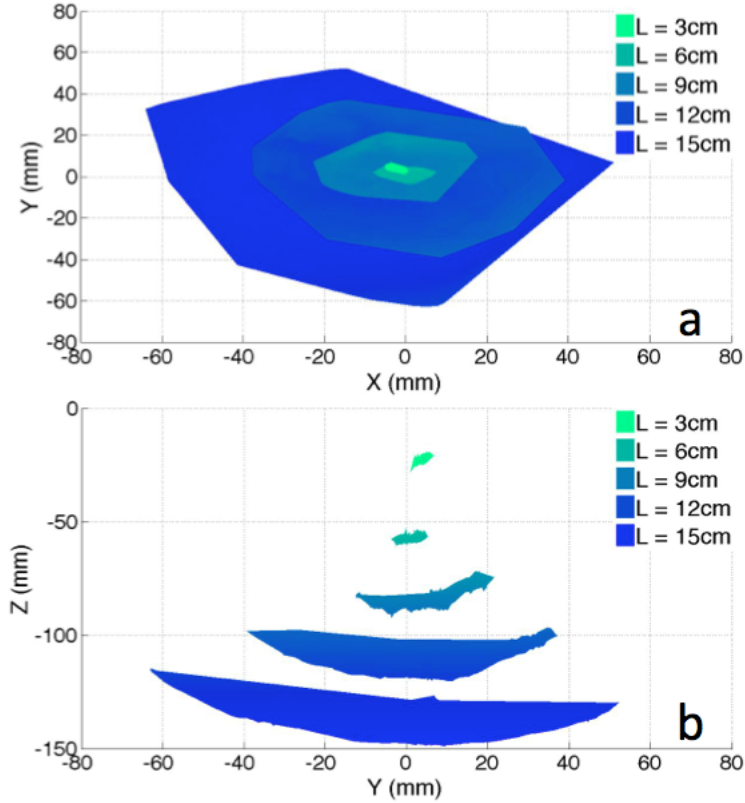 80
60
40
20
0
-20
-40
-60
-80
Y (mm)
-80 -60 -40 -20 0 20 40 60 80
X (mm)
L = 3cm
L = 6cm
L = 9cm
L = 12cm
L = 15cm
a
0
-50
-100
-150
Z (mm)
-80 -60 -40 -20 0 20 40 60 80
Y (mm)
L = 3cm
L = 6cm
L = 9cm
L = 12cm
L = 15cm
b